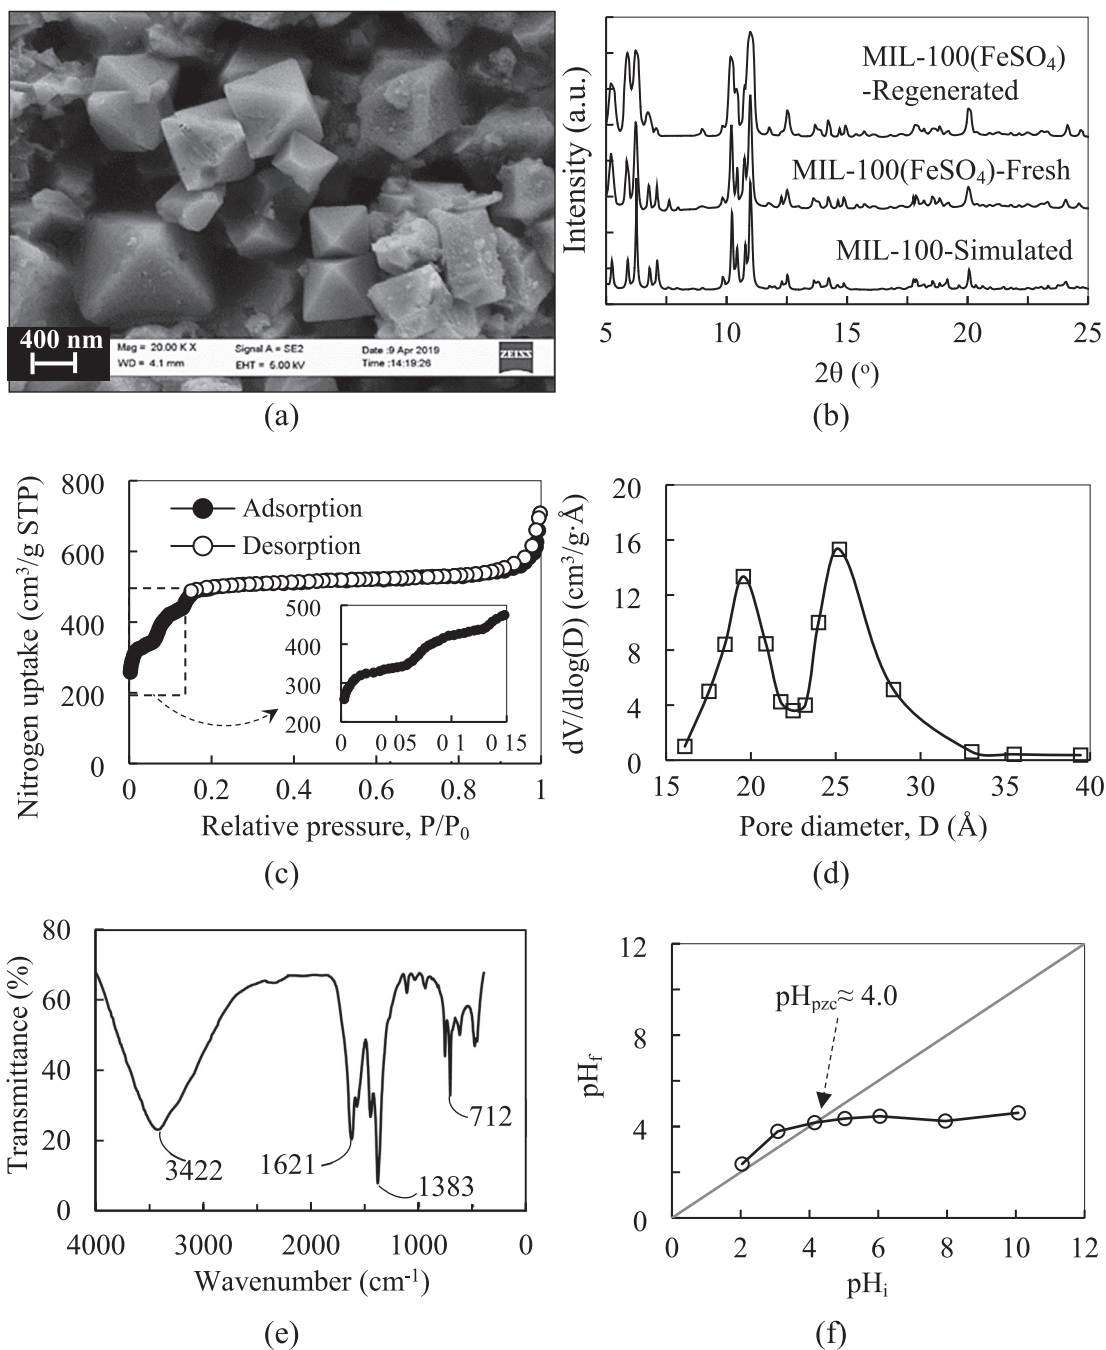 400 nm
Mag = 20.00 K X
Signal A = SE2
Date :9 Apr 2019
WD = 4.1 mm
EHT = 5.00 kV
Time :14:19:26
ZEISS
(a)
Intensity (a.u.)
MIL-100(FeSO₄)
-Regenerated
MIL-100(FeSO₄)-Fresh
MIL-100-Simulated
5 10 15 20 25
2θ (°)
(b)
Nitrogen uptake (cm³/g STP)
800
600
400
200
0
Adsorption
Desorption
500
400
300
200
0 0 05 0 1 0 15
0 0.2 0.4 0.6 0.8 1
Relative pressure, P/P₀
(c)
dV/dlog(D) (cm³/g·Å)
20
16
12
8
4
0
15 20 25 30 35 40
Pore diameter, D (Å)
(d)
Transmittance (%)
80
60
40
20
0
3422
1621
1383
712
4000 3000 2000 1000 0
Wavenumber (cm⁻¹)
(e)
pH_f
12
8
4
0
pH_pzc ≈ 4.0
0 2 4 6 8 10 12
pH_i
(f)